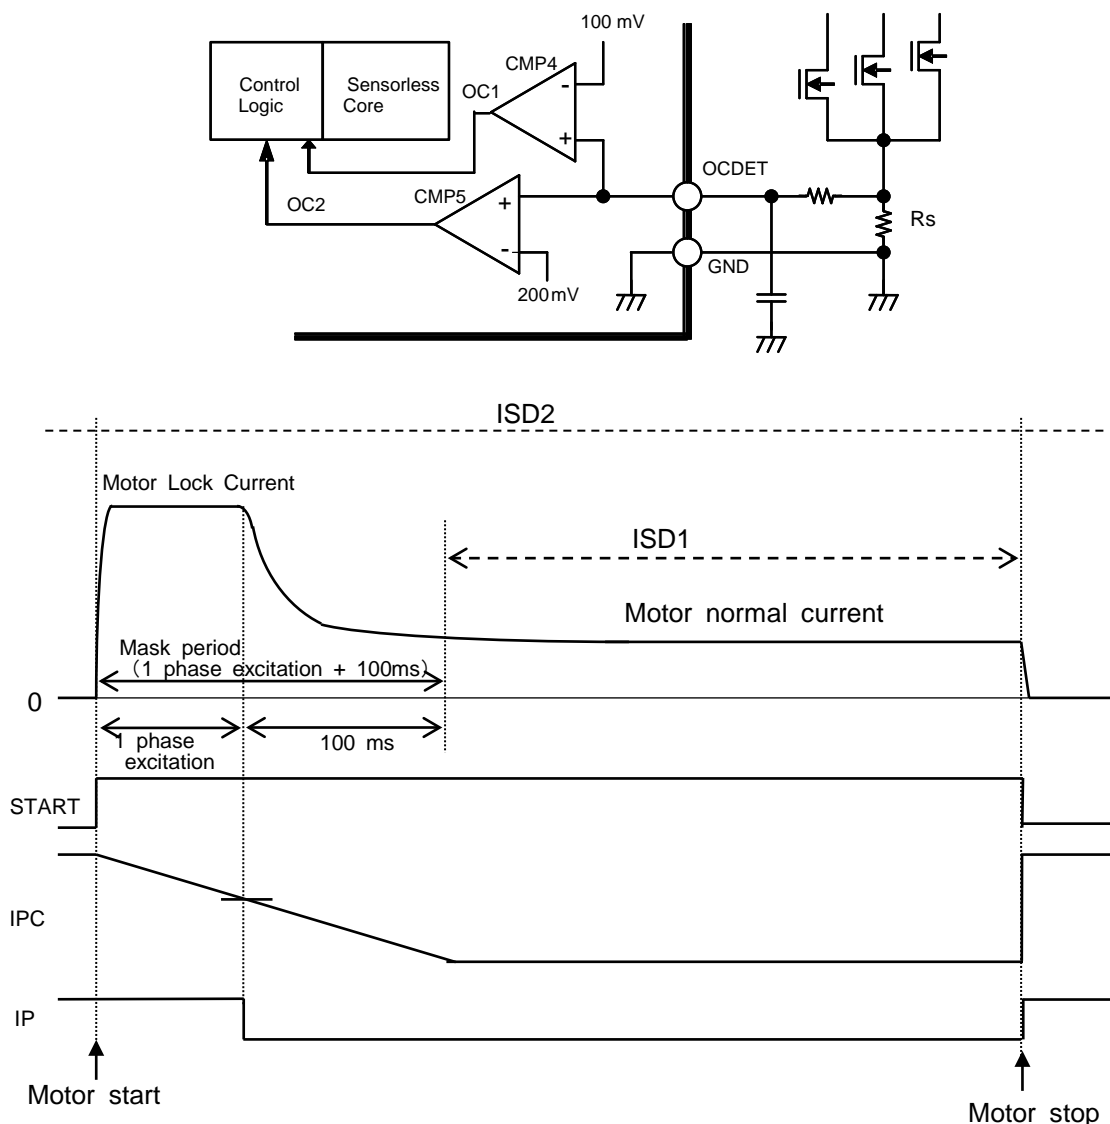 100 mV
CMP4
Control Logic
Sensorless Core
OC1
-
+
OCDET
CMP5
OC2
+
-
Rs
GND
200mV
ISD2
Motor Lock Current
ISD1
Motor normal current
Mask period
（1 phase excitation + 100ms）
0
1 phase
excitation
100 ms
START
IPC
IP
Motor start
Motor stop